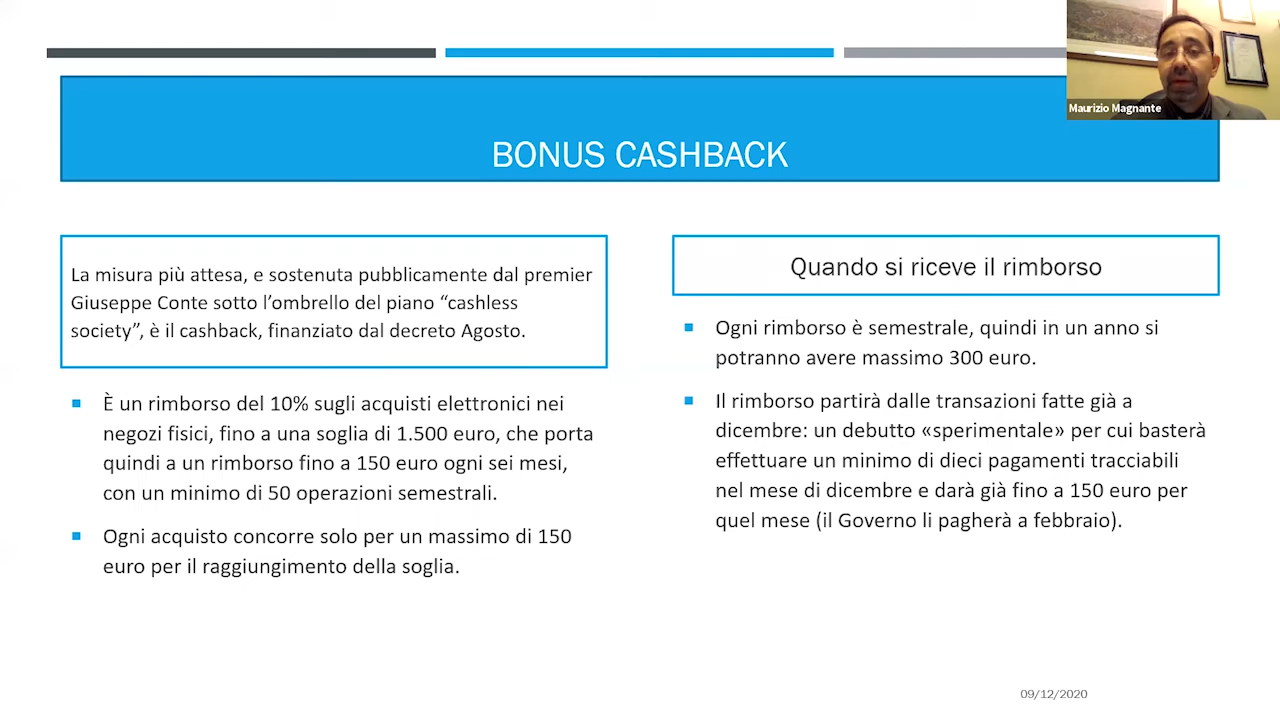 Maurizio Magnante
BONUS CASHBACK
La misura più attesa, e sostenuta pubblicamente dal premier
Giuseppe Conte sotto l'ombrello del piano “cashless
society”, è il cashback, finanziato dal decreto Agosto.
È un rimborso del 10% sugli acquisti elettronici nei
negozi fisici, fino a una soglia di 1.500 euro, che porta
quindi a un rimborso fino a 150 euro ogni sei mesi,
con un minimo di 50 operazioni semestrali.
Ogni acquisto concorre solo per un massimo di 150
euro per il raggiungimento della soglia.
Quando si riceve il rimborso
Ogni rimborso è semestrale, quindi in un anno si
potranno avere massimo 300 euro.
Il rimborso partirà dalle transazioni fatte già a
dicembre: un debutto «sperimentale» per cui basterà
effettuare un minimo di dieci pagamenti tracciabili
nel mese di dicembre e darà già fino a 150 euro per
quel mese (il Governo li pagherà a febbraio).
09/12/2020